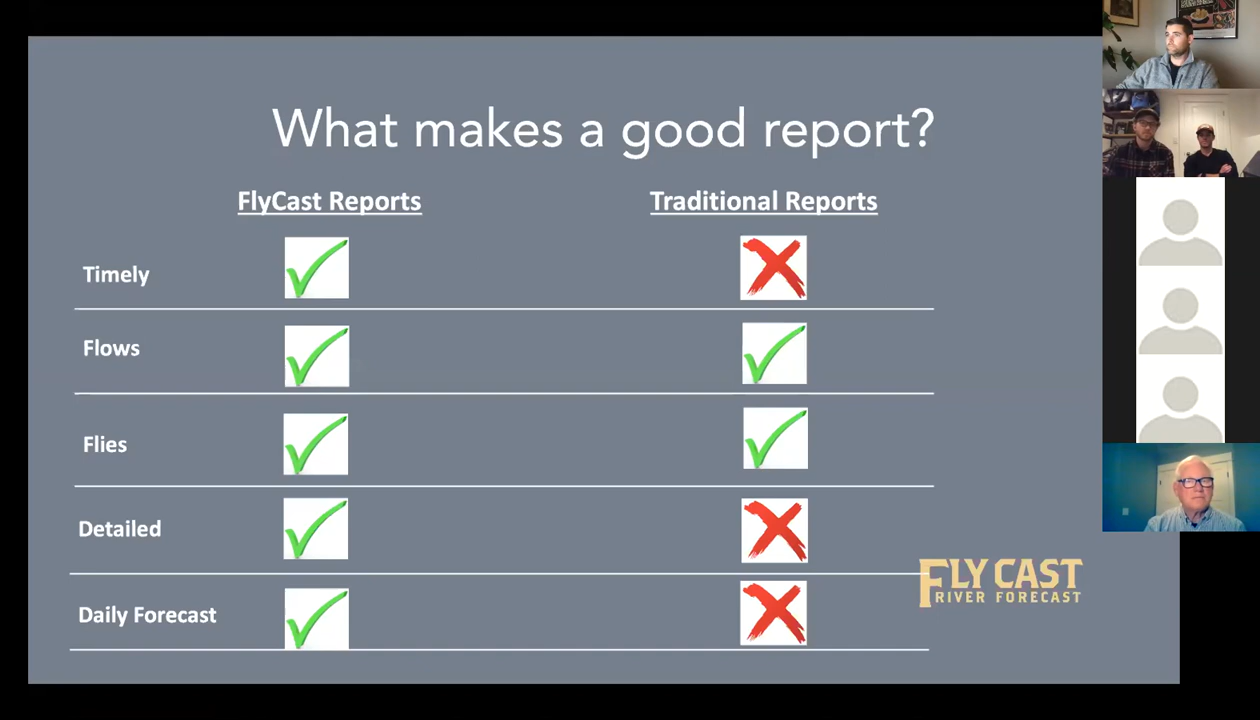 What makes a good report?
FlyCast Reports
Traditional Reports
Timely
Flows
Flies
Detailed
Daily Forecast
FLY CAST
RIVER FORECAST